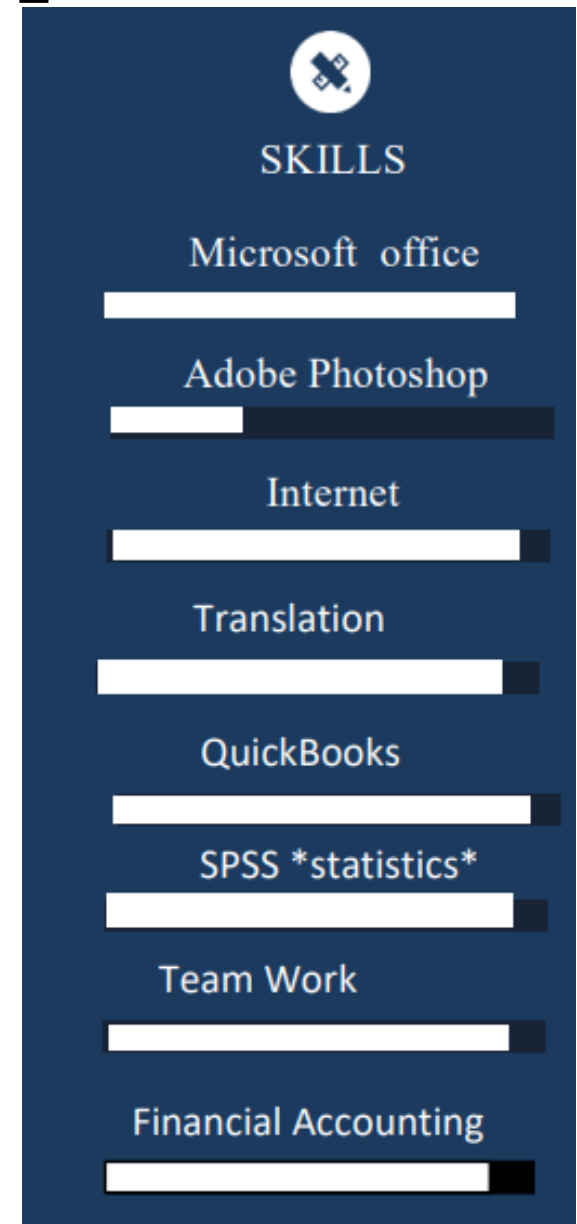 SKILLS
Microsoft office
Adobe Photoshop
Internet
Translation
QuickBooks
SPSS *statistics*
Team Work
Financial Accounting